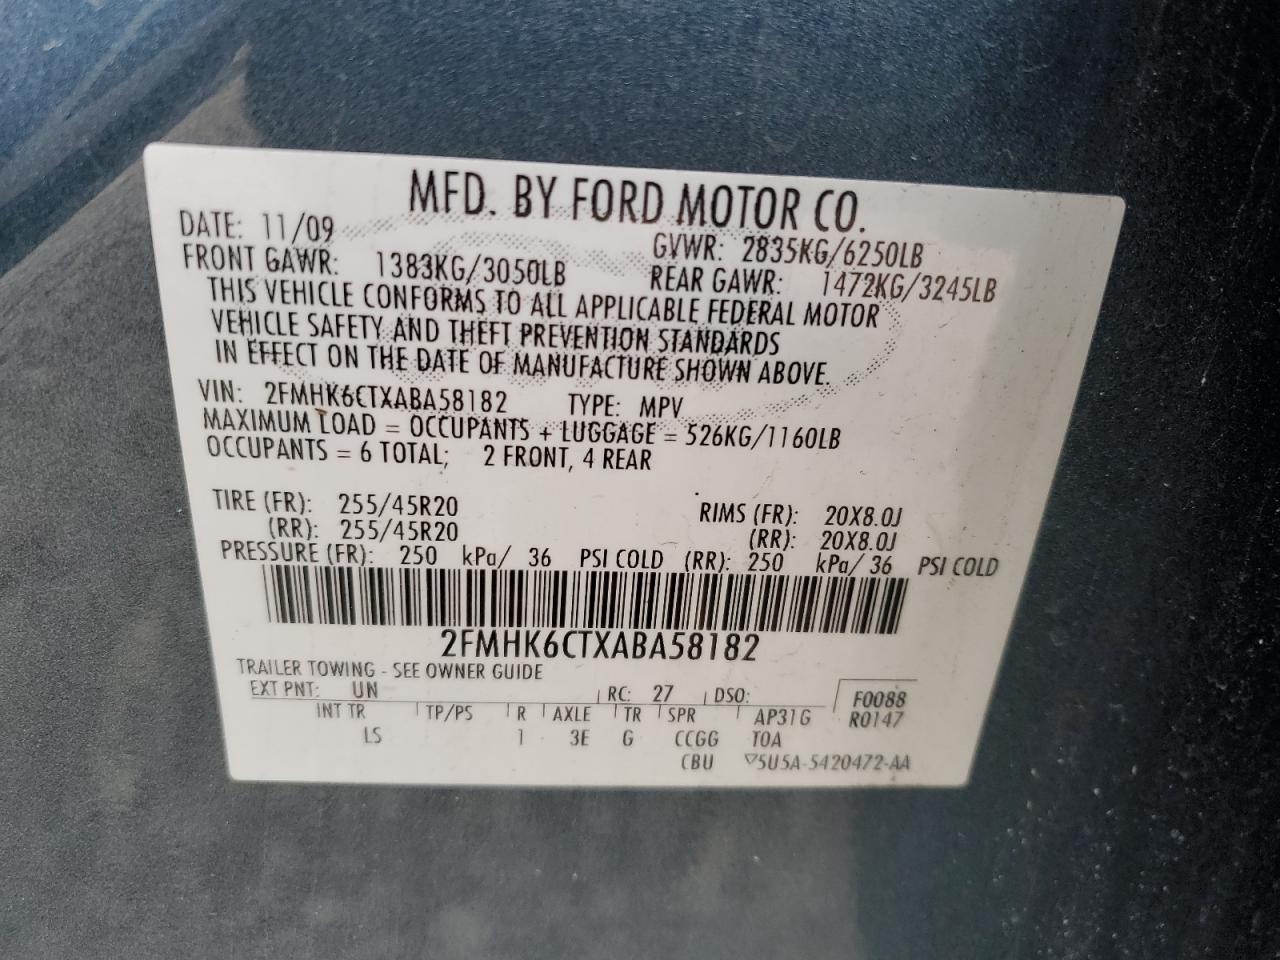 MFD. BY FORD MOTOR CO.
DATE: 11/09 GVWR: 2835KG/6250LB
FRONT GAWR: 1383KG/3050LB REAR GAWR: 1472KG/3245LB
THIS VEHICLE CONFORMS TO ALL APPLICABLE FEDERAL MOTOR
VEHICLE SAFETY AND THEFT PREVENTION STANDARDS
IN EFFECT ON THE DATE OF MANUFACTURE SHOWN ABOVE.
VIN: 2FMHK6CTXABA58182 TYPE: MPV
MAXIMUM LOAD = OCCUPANTS + LUGGAGE = 526KG/1160LB
OCCUPANTS = 6 TOTAL; 2 FRONT, 4 REAR
TIRE (FR): 255/45R20 RIMS (FR): 20X8.0J
(RR): 255/45R20 (RR): 20X8.0J
PRESSURE (FR): 250 kPa/ 36 PSI COLD (RR): 250 kPa/ 36 PSI COLD
2FMHK6CTXABA58182
TRAILER TOWING - SEE OWNER GUIDE
EXT PNT: UN RC: 27 DSO: F0088
INT TR TP/PS R AXLE TR SPR AP31G R0147
LS 1 3E G CCGG TOA
CBU ▽5U5A-5420472-AA